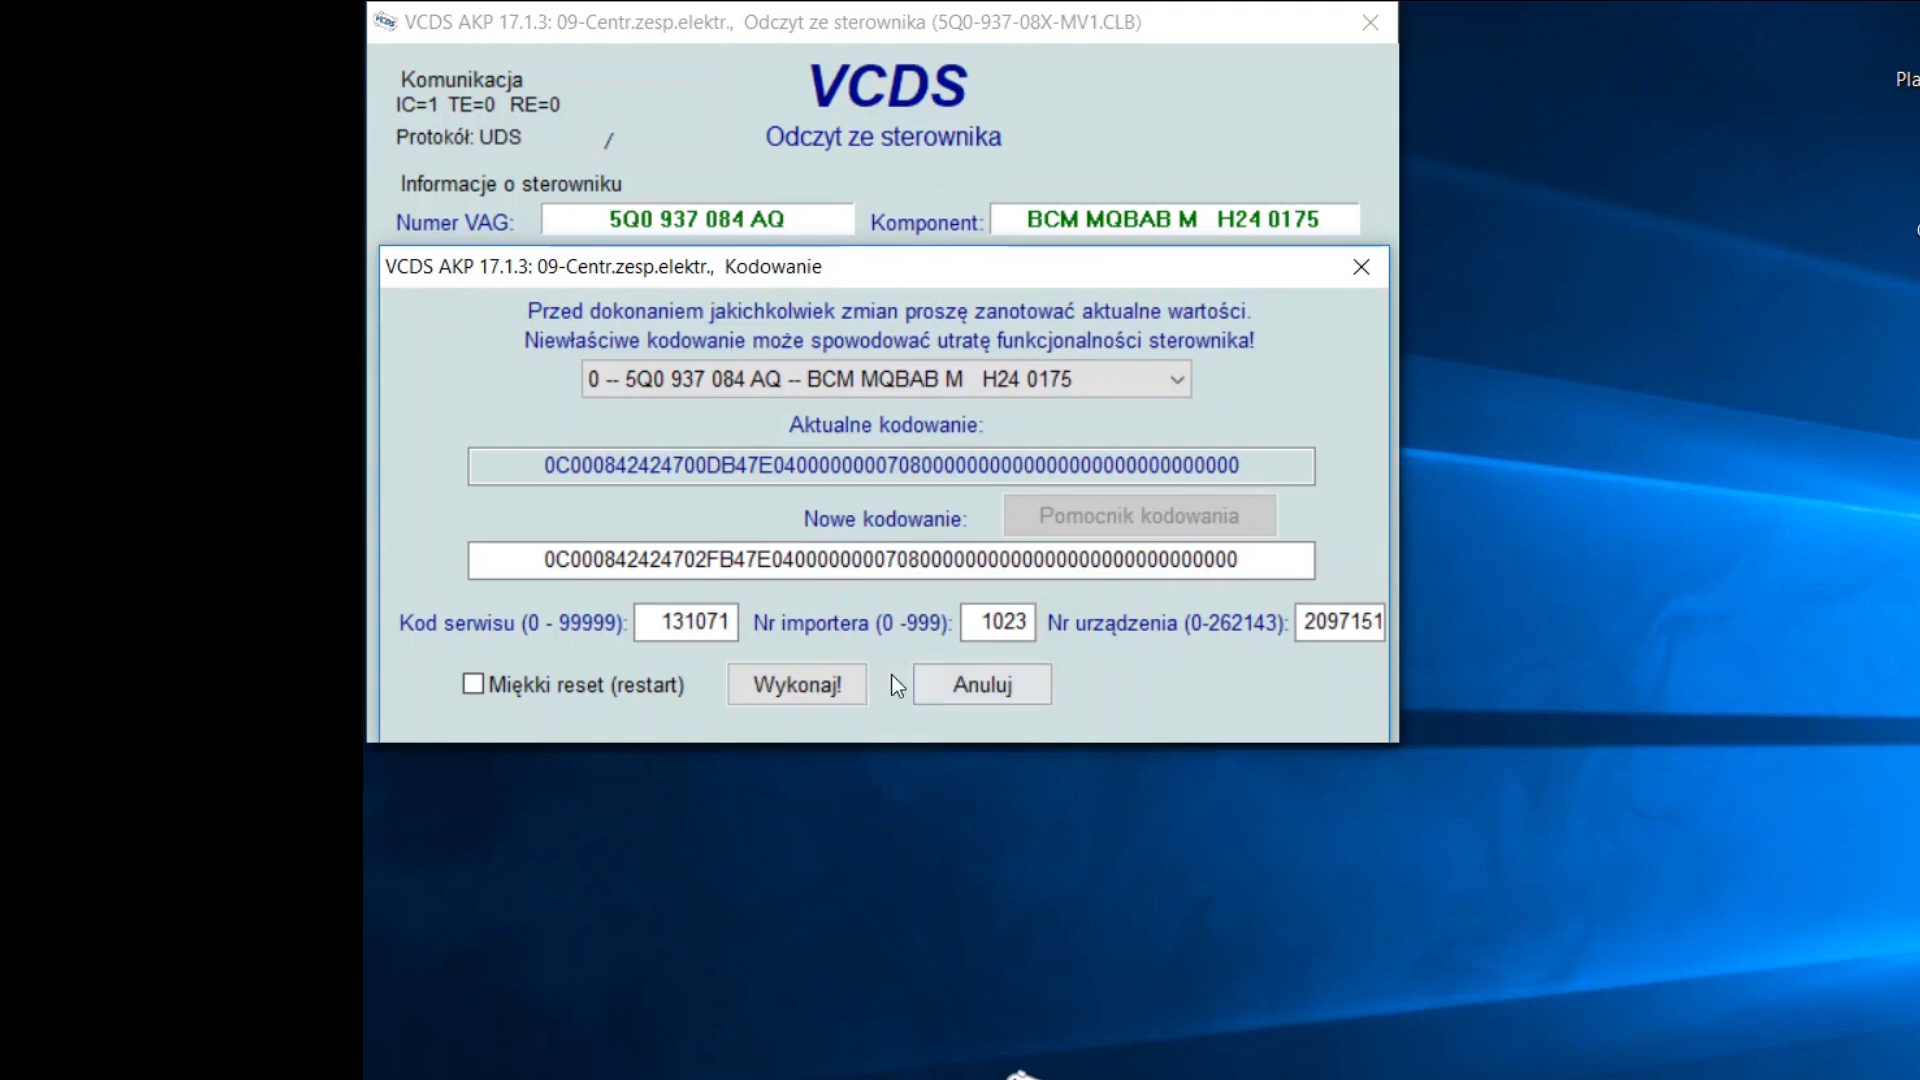 VCDS AKP 17.1.3: 09-Centr.zesp.elektr., Odczyt ze sterownika (5Q0-937-08X-MV1.CLB)
Pla
Komunikacja
IC=1 TE=0 RE=0
Protokół: UDS /
VCDS
Odczyt ze sterownika
Informacje o sterowniku
Numer VAG: 5Q0 937 084 AQ Komponent: BCM MQBAB M H24 0175
VCDS AKP 17.1.3: 09-Centr.zesp.elektr., Kodowanie
Przed dokonaniem jakichkolwiek zmian proszę zanotować aktualne wartości.
Niewłaściwe kodowanie może spowodować utratę funkcjonalności sterownika!
0 -- 5Q0 937 084 AQ -- BCM MQBAB M H24 0175
Aktualne kodowanie:
0C000842424700DB47E04000000007080000000000000000000000000000
Nowe kodowanie: Pomocnik kodowania
0C000842424702FB47E04000000007080000000000000000000000000000
Kod serwisu (0 - 99999): 131071 Nr importera (0 -999): 1023 Nr urządzenia (0-262143): 2097151
Miękki reset (restart) Wykonaj! Anuluj